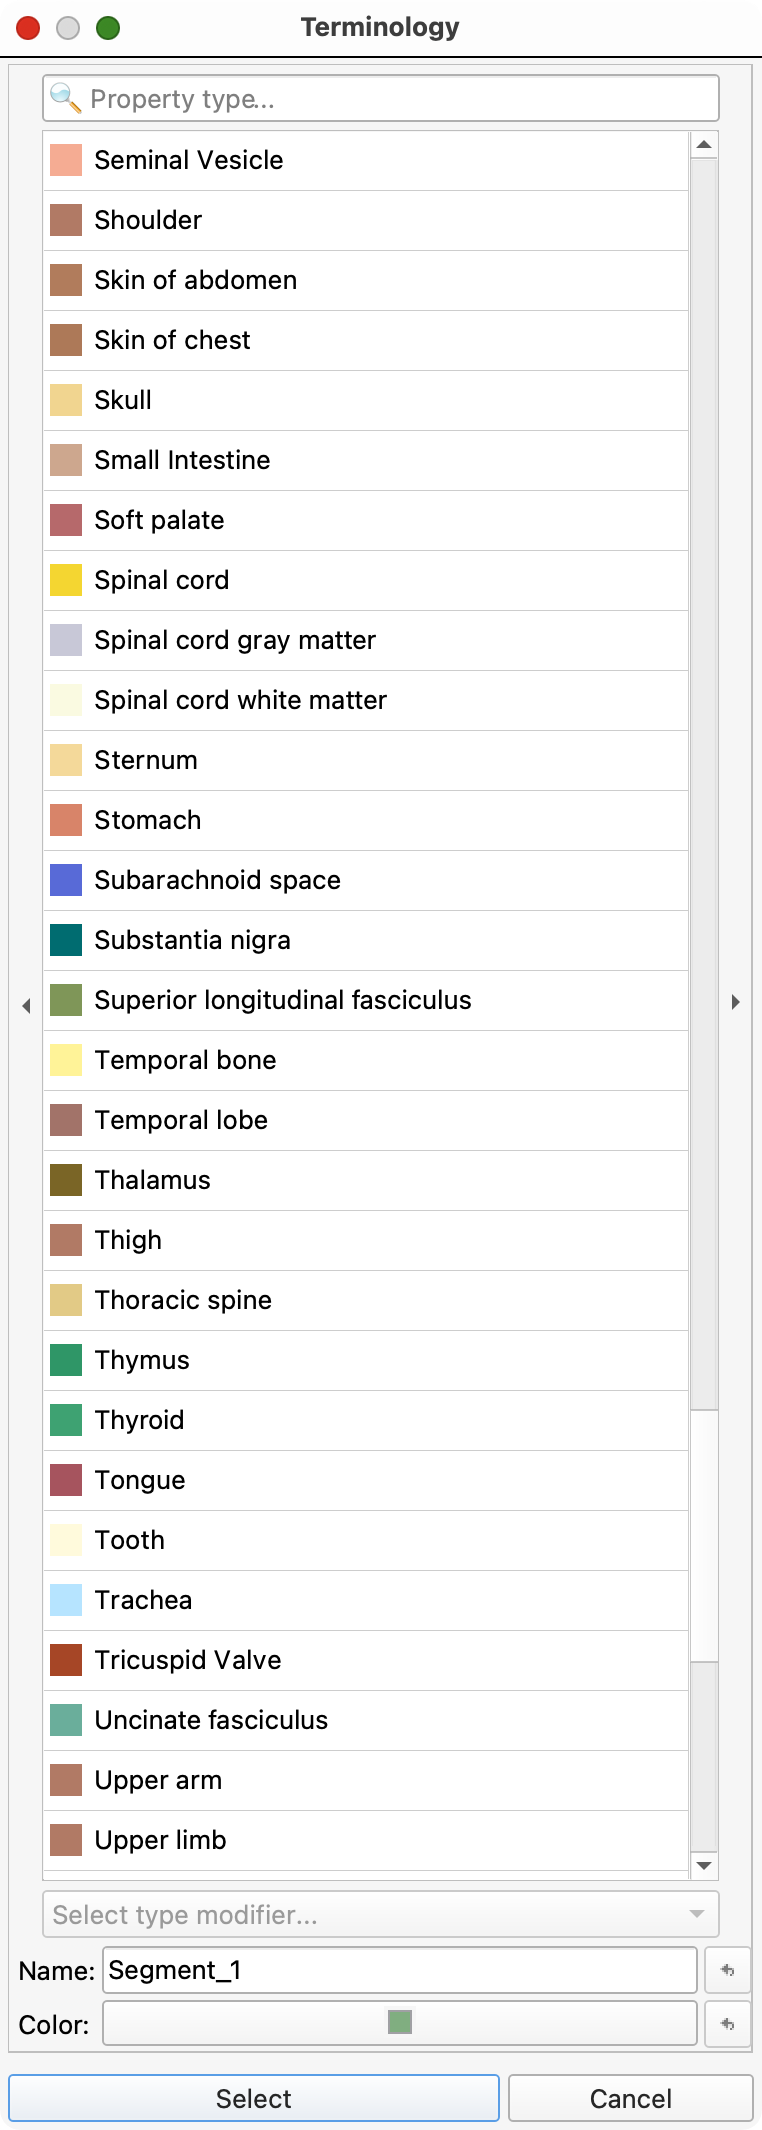 Terminology
Property type...
Seminal Vesicle
Shoulder
Skin of abdomen
Skin of chest
Skull
Small Intestine
Soft palate
Spinal cord
Spinal cord gray matter
Spinal cord white matter
Sternum
Stomach
Subarachnoid space
Substantia nigra
Superior longitudinal fasciculus
Temporal bone
Temporal lobe
Thalamus
Thigh
Thoracic spine
Thymus
Thyroid
Tongue
Tooth
Trachea
Tricuspid Valve
Uncinate fasciculus
Upper arm
Upper limb
Select type modifier...
Name: Segment_1
Color:
Select Cancel